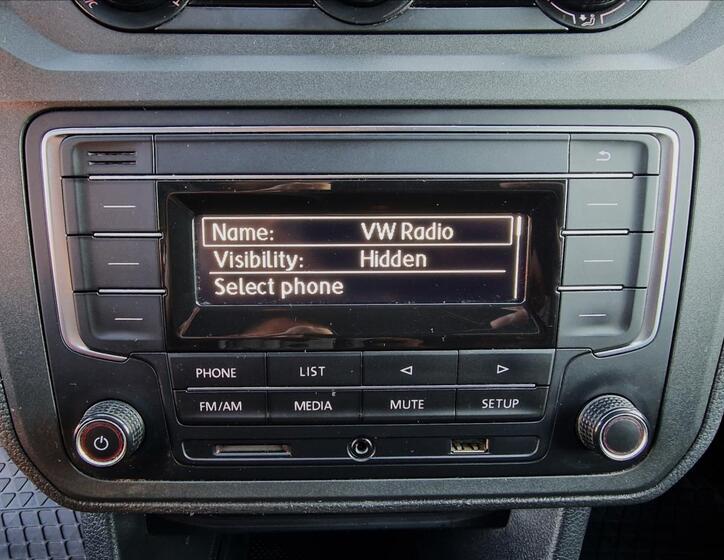 Name: VW Radio
Visibility: Hidden
Select phone
PHONE LIST
FM/AM MEDIA MUTE SETUP